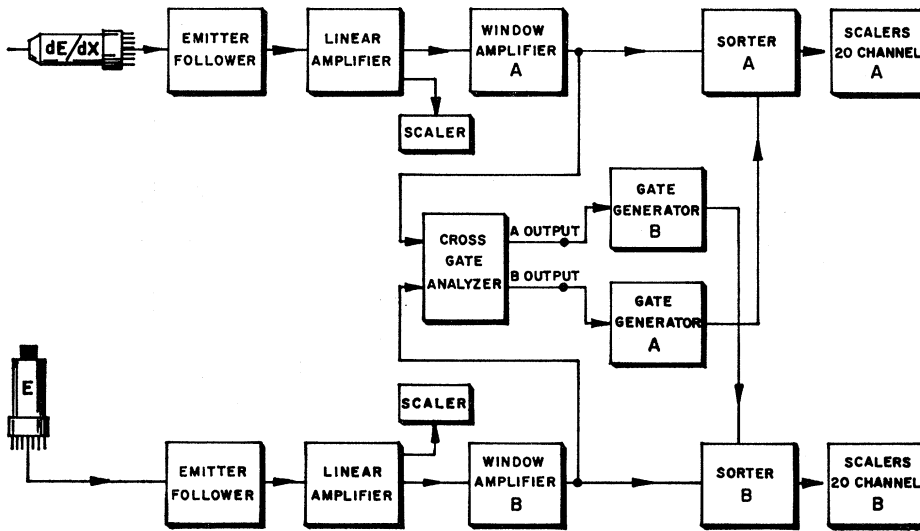 dE/dX
EMITTER
FOLLOWER
LINEAR
AMPLIFIER
WINDOW
AMPLIFIER
A
SORTER
A
SCALERS
20 CHANNEL
A
SCALER
CROSS
GATE
ANALYZER
A OUTPUT
B OUTPUT
GATE
GENERATOR
B
GATE
GENERATOR
A
E
SCALER
EMITTER
FOLLOWER
LINEAR
AMPLIFIER
WINDOW
AMPLIFIER
B
SORTER
B
SCALERS
20 CHANNEL
B